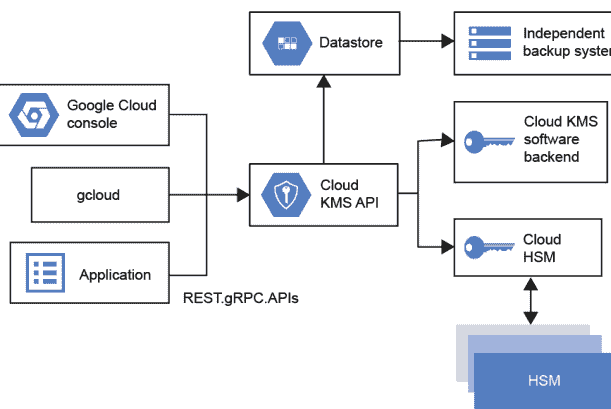 Datastore
Independent
backup system
Google Cloud
console
Cloud KMS
software
backend
gcloud
Cloud
KMS API
Application
Cloud
HSM
REST.gRPC.APIs
HSM